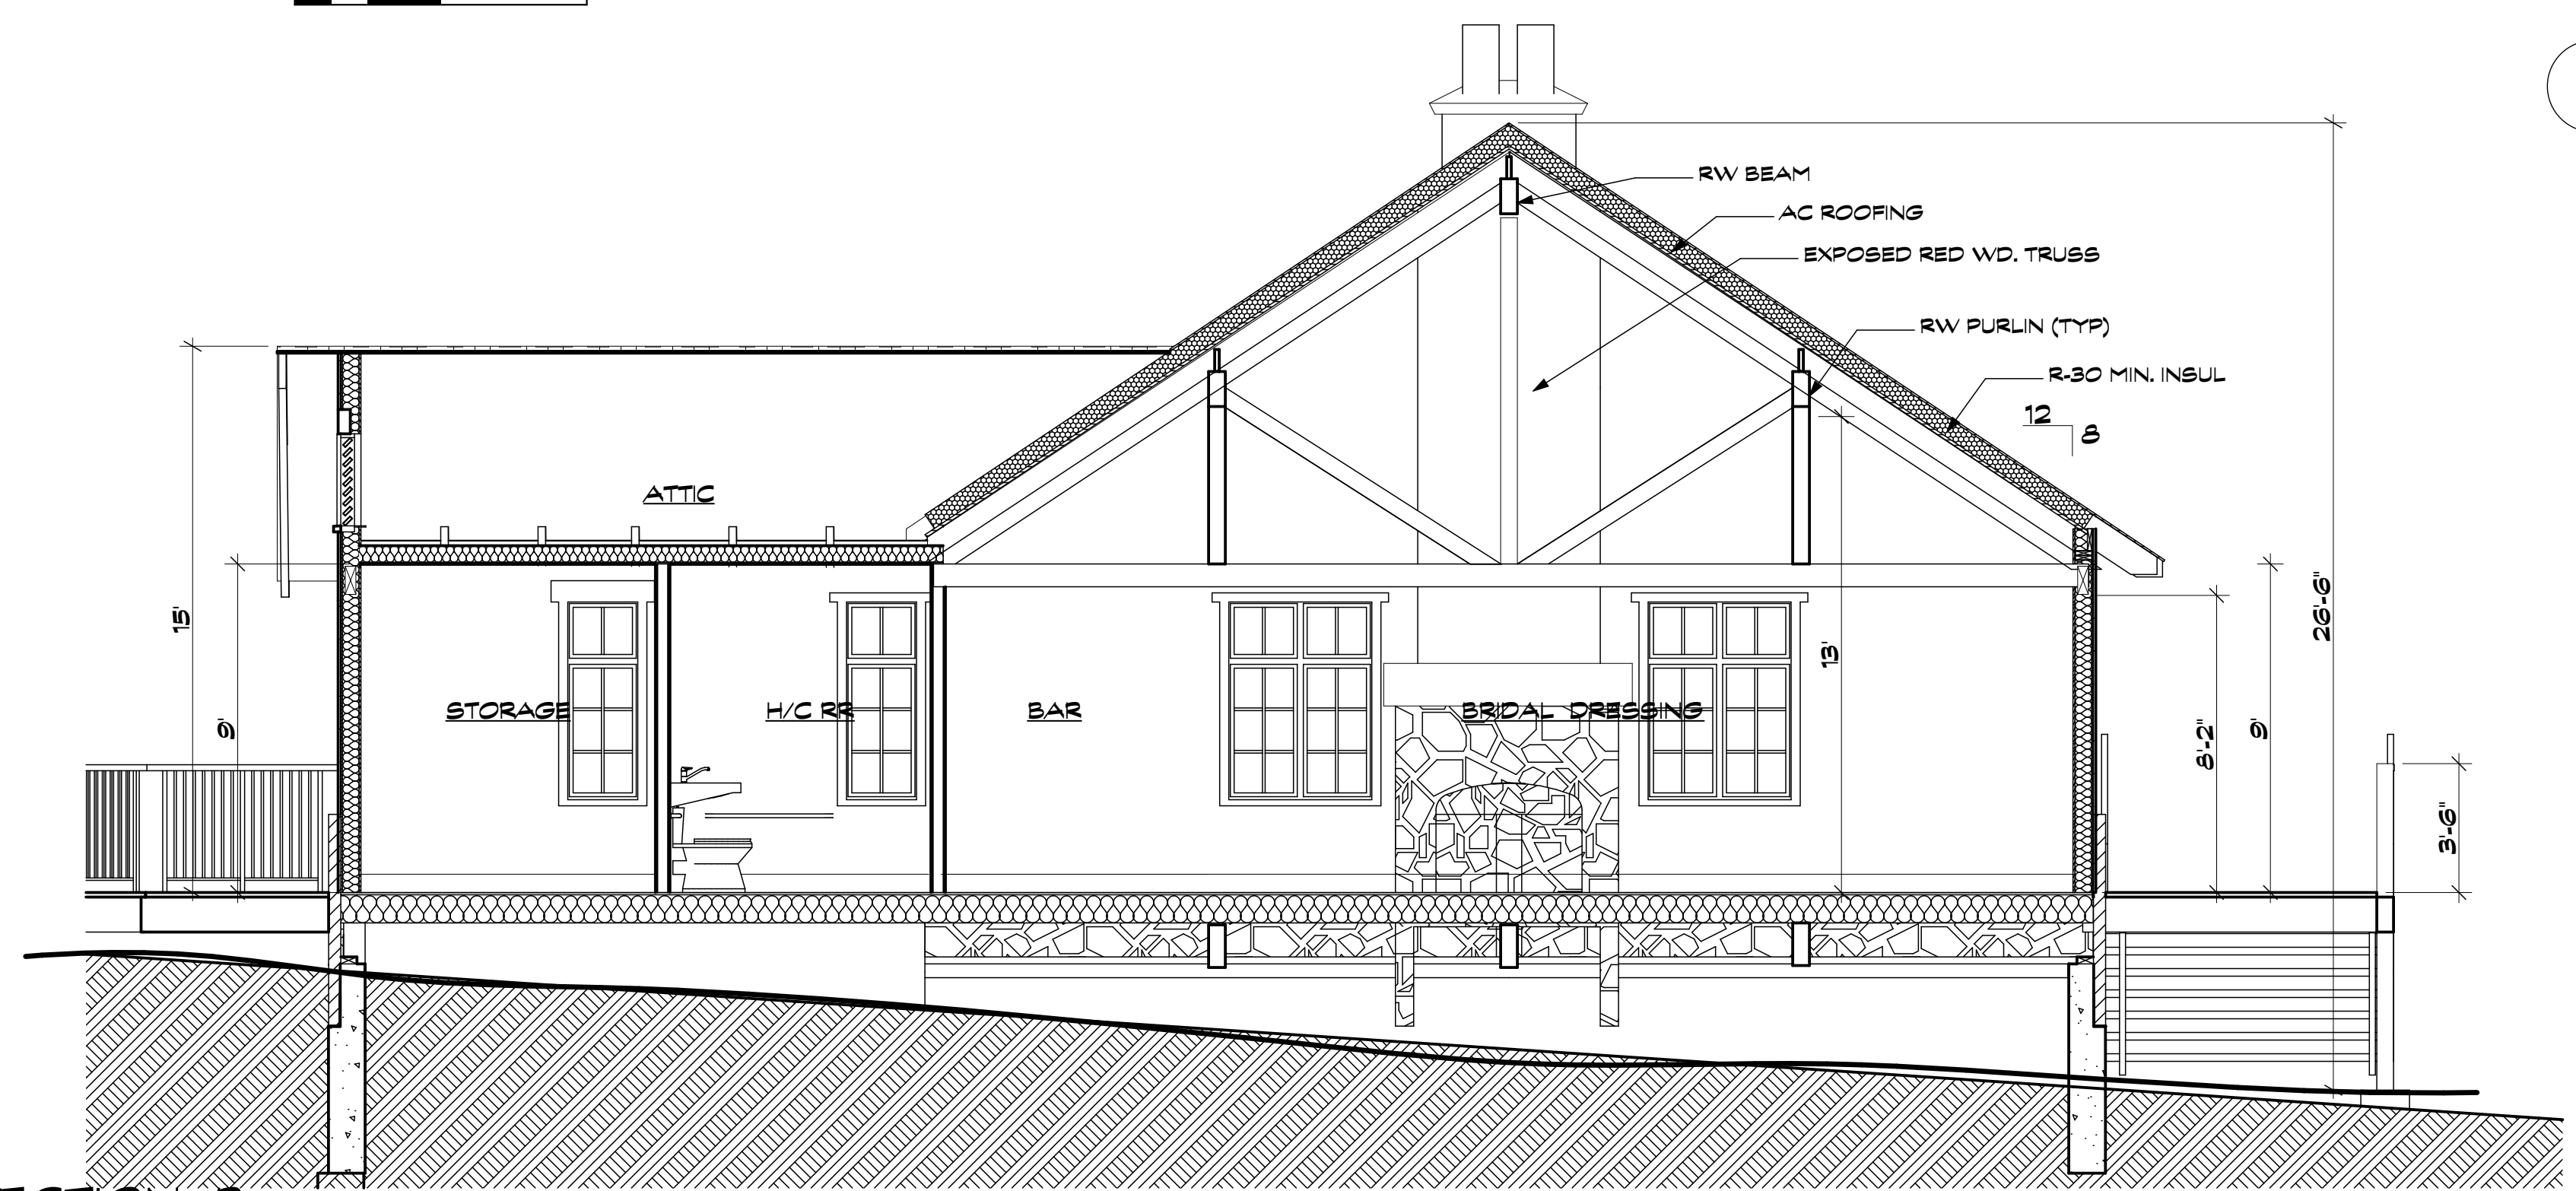 RW BEAM
AC ROOFING
EXPOSED RED WD. TRUSS
RW PURLIN (TYP)
R-30 MIN. INSUL
12
8
ATTIC
15'
9'
STORAGE
H/C RR
BAR
BRIDAL DRESSING
13'
8'-2"
9'
26'-6"
3'-6"